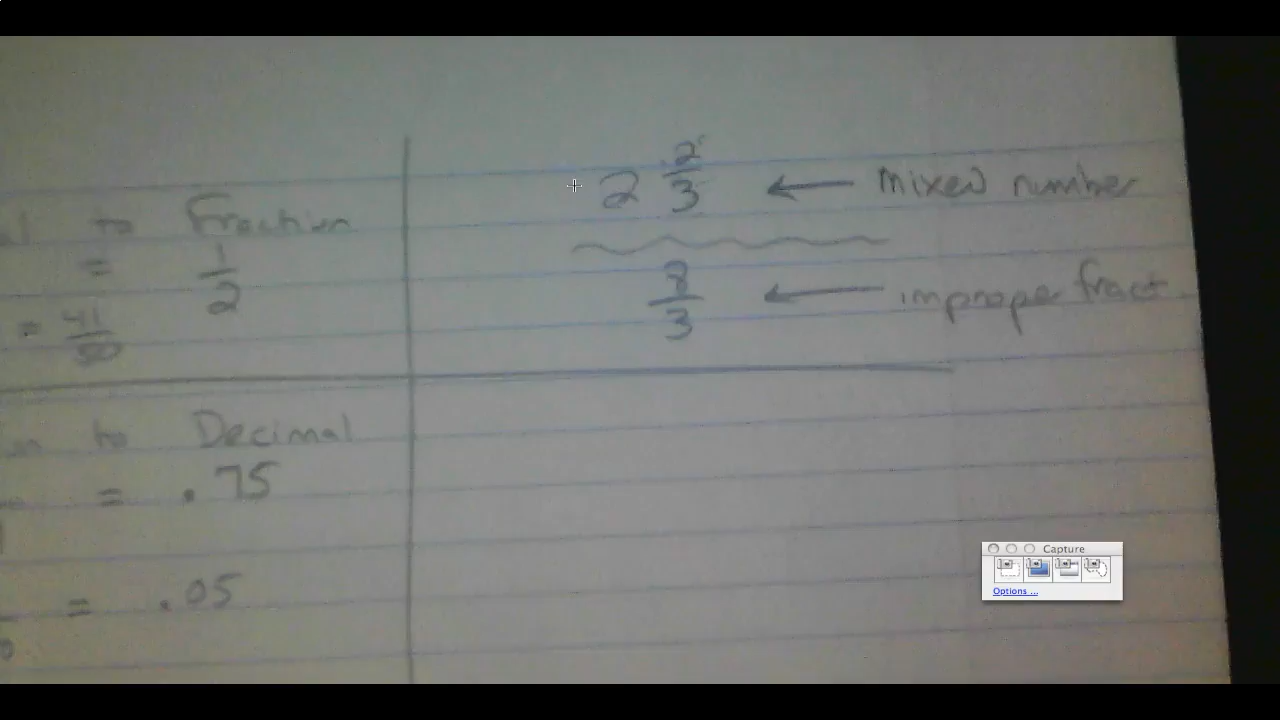 al to Fraction
= 1/2
= 41/50
2 2/3 ← Mixed number
8/3 ← improper fract
to Decimal
= .75
= .05
Capture
Options ...